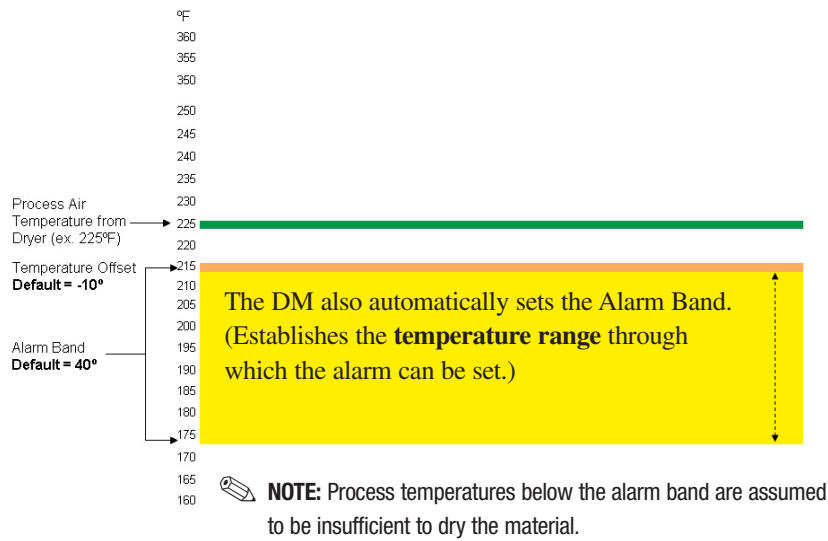 ºF
360
355
350
250
245
240
235
230
Process Air
Temperature from
Dryer (ex. 225ºF)
225
220
Temperature Offset
Default = -10º
215
210
205
200
Alarm Band
Default = 40º
195
190
185
180
175
170
165
160
The DM also automatically sets the Alarm Band.
(Establishes the temperature range through
which the alarm can be set.)
NOTE: Process temperatures below the alarm band are assumed
to be insufficient to dry the material.